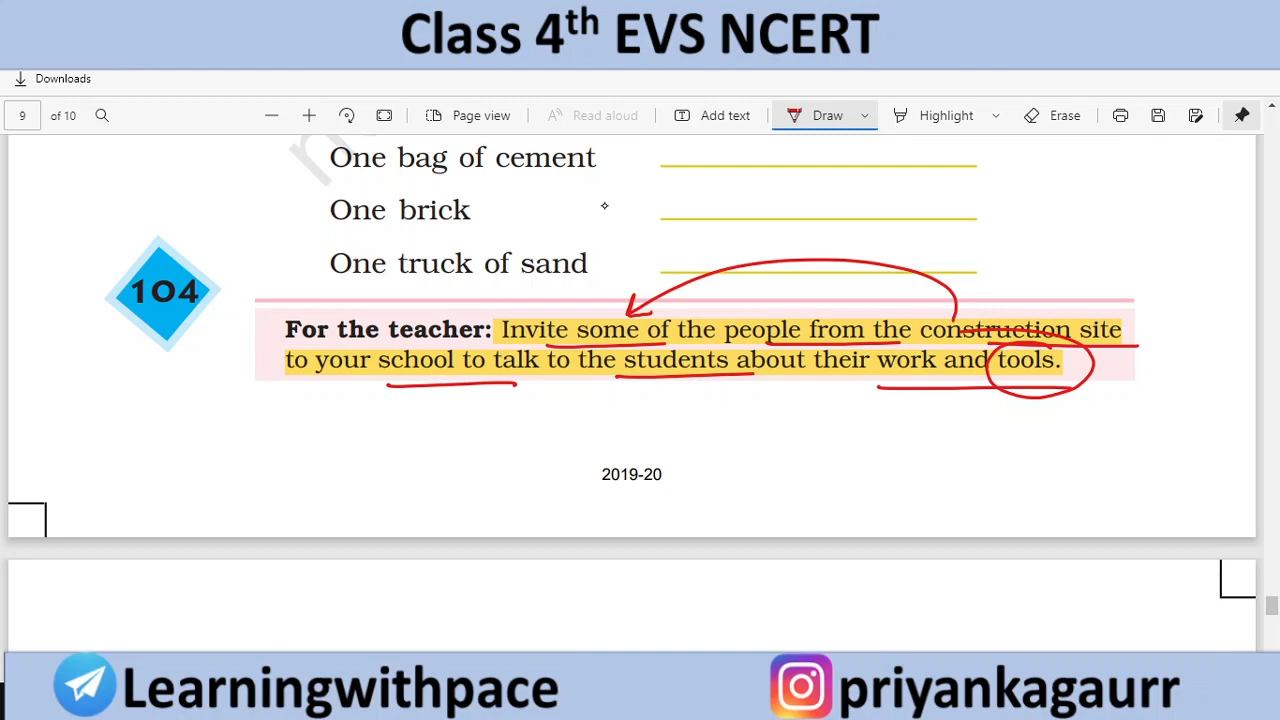 Class 4th EVS NCERT
Downloads
9 of 10 Page view Read aloud Add text Draw Highlight Erase
One bag of cement
One brick
One truck of sand
104
For the teacher: Invite some of the people from the construction site
to your school to talk to the students about their work and tools.
2019-20
Learningwithpace priyankagaurr